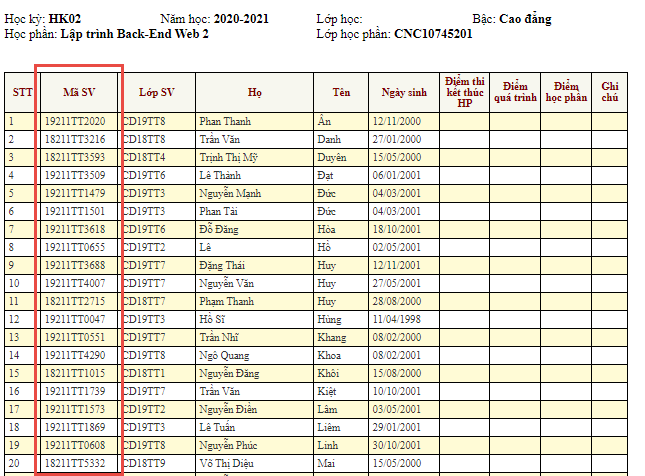 Học kỳ: HK02 Năm học: 2020-2021 Lớp học: Bậc: Cao đẳng
Học phần: Lập trình Back-End Web 2 Lớp học phần: CNC10745201
STT Mã SV Lớp SV Họ Tên Ngày sinh Điểm thi kết thúc HP Điểm quá trình Điểm học phần Ghi chú
1 19211TT2020 CD19TT8 Phan Thanh Ân 12/11/2000
2 18211TT3216 CD18TT8 Trần Văn Danh 27/01/2000
3 18211TT3593 CD18TT4 Trịnh Thị Mỹ Duyên 15/05/2000
4 19211TT3509 CD19TT6 Lê Thành Đạt 06/01/2001
5 19211TT1479 CD19TT3 Nguyễn Mạnh Đức 04/03/2001
6 19211TT1501 CD19TT3 Phan Tài Đức 04/03/2001
7 19211TT3618 CD19TT6 Đỗ Đăng Hòa 18/10/2001
8 19211TT0655 CD19TT2 Lê Hồ 02/05/2001
9 19211TT3688 CD19TT7 Đặng Thái Huy 12/11/2001
10 19211TT4007 CD19TT7 Nguyễn Văn Huy 27/05/2001
11 18211TT2715 CD18TT7 Phạm Thanh Huy 28/08/2000
12 19211TT0047 CD19TT3 Hồ Sĩ Hùng 11/04/1998
13 19211TT0551 CD19TT7 Trần Nhĩ Khang 08/02/2000
14 19211TT4290 CD19TT8 Ngô Quang Khoa 08/02/2001
15 18211TT1015 CD18TT1 Nguyễn Đăng Khôi 15/08/2000
16 19211TT1739 CD19TT7 Trần Văn Kiệt 10/10/2001
17 19211TT1573 CD19TT2 Nguyễn Điền Lâm 03/05/2001
18 19211TT1869 CD19TT3 Lê Tuấn Liêm 29/01/2001
19 19211TT0608 CD19TT8 Nguyễn Phúc Linh 30/10/2001
20 18211TT5332 CD18TT9 Võ Thị Diệu Mai 15/05/2000